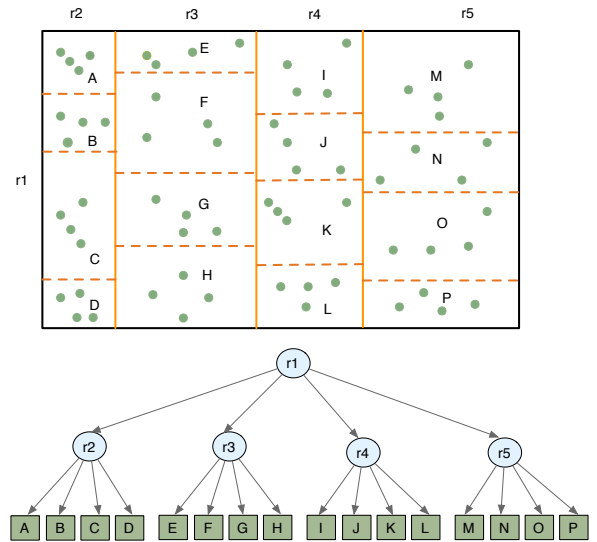 r2 r3 r4 r5
r1
A
B
C
D
E
F
G
H
I
J
K
L
M
N
O
P
r1
r2 r3 r4 r5
A B C D E F G H I J K L M N O P